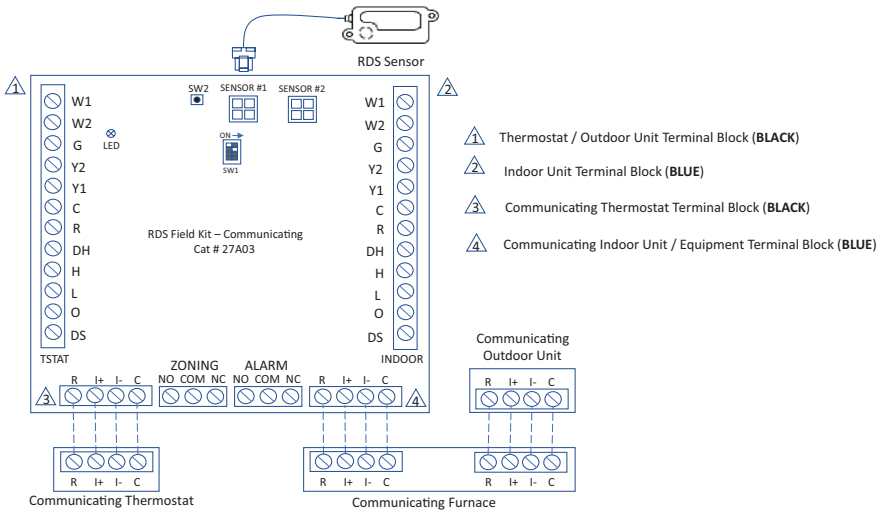 RDS Sensor
1
2
SW2 SENSOR #1 SENSOR #2
W1
W2
G
Y2
Y1
C
R
DH
H
L
O
DS
TSTAT
LED
ON
SW1
RDS Field Kit – Communicating
Cat # 27A03
W1
W2
G
Y2
Y1
C
R
DH
H
L
O
DS
INDOOR
1 Thermostat / Outdoor Unit Terminal Block (BLACK)
2 Indoor Unit Terminal Block (BLUE)
3 Communicating Thermostat Terminal Block (BLACK)
4 Communicating Indoor Unit / Equipment Terminal Block (BLUE)
ZONING ALARM
3 R I+ I- C NO COM NC NO COM NC R I+ I- C 4
Communicating
Outdoor Unit
R I+ I- C
R I+ I- C
Communicating Thermostat
R I+ I- C R I+ I- C
Communicating Furnace